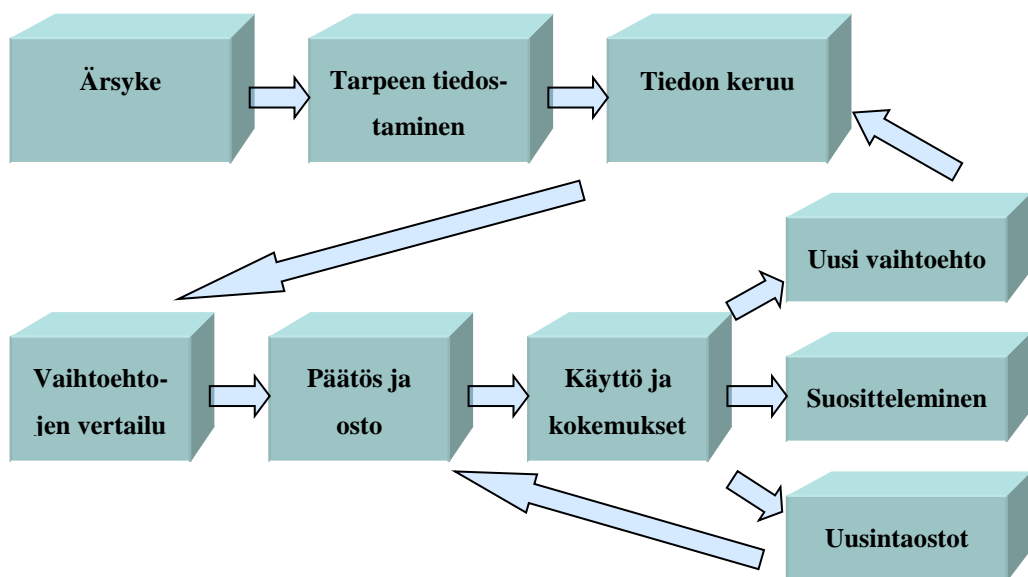 Ärsyke
Tarpeen tiedos-
taminen
Tiedon keruu
Uusi vaihtoehto
Vaihtoehto-
jen vertailu
Päätös ja
osto
Käyttö ja
kokemukset
Suositteleminen
Uusintaostot